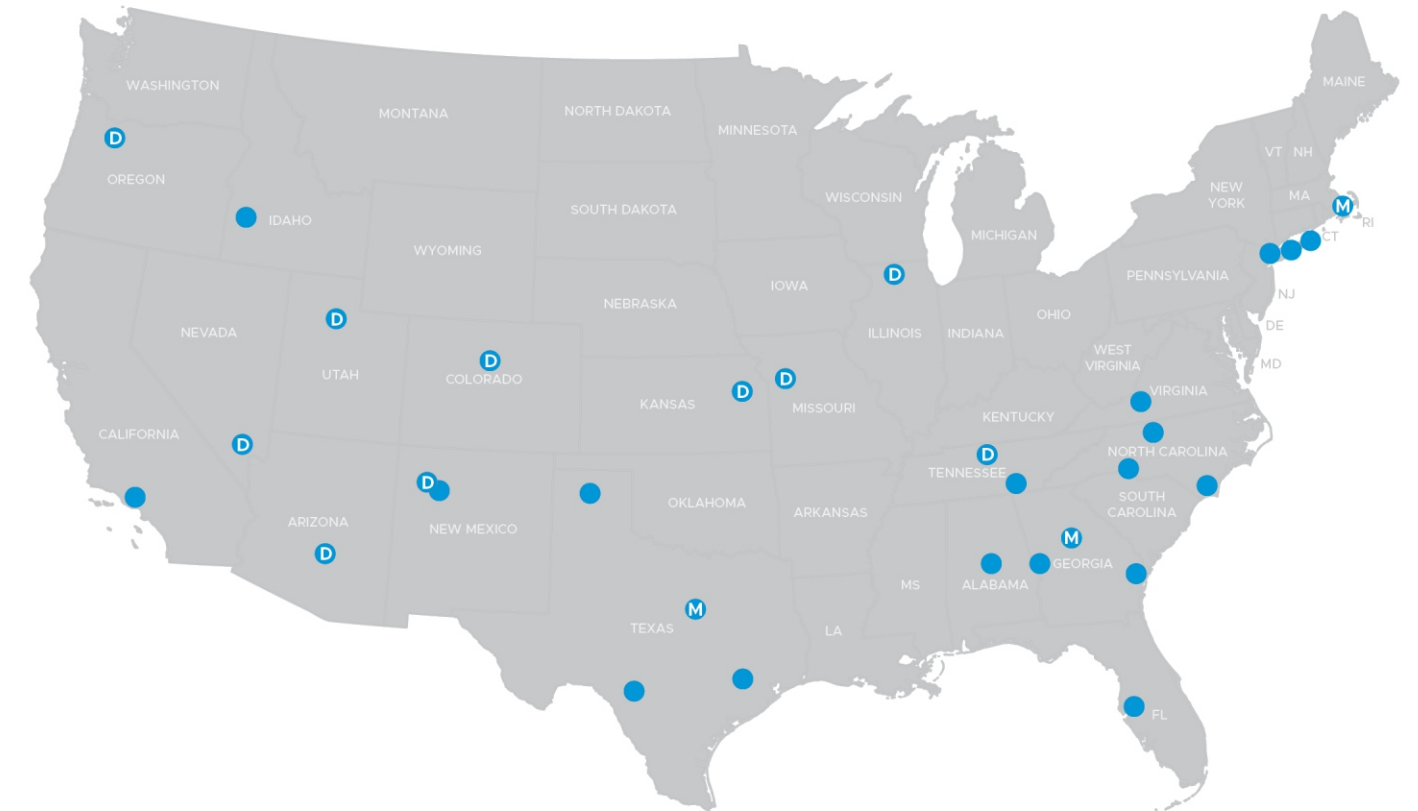 WASHINGTON
MONTANA
NORTH DAKOTA
MINNESOTA
MAINE
D
OREGON
VT NH
IDAHO
SOUTH DAKOTA
WISCONSIN
MICHIGAN
NEW
YORK
MA
M
RI
CT
WYOMING
D
IOWA
PENNSYLVANIA
NJ
NEBRASKA
D
NEVADA
ILLINOIS
INDIANA
OHIO
DE
UTAH
D
COLORADO
WEST
VIRGINIA
MD
D
D
KANSAS
MISSOURI
VIRGINIA
KENTUCKY
CALIFORNIA
D
D
TENNESSEE
NORTH CAROLINA
D
ARIZONA
NEW MEXICO
OKLAHOMA
ARKANSAS
SOUTH
CAROLINA
D
M
GEORGIA
MS
ALABAMA
M
TEXAS
LA
FL